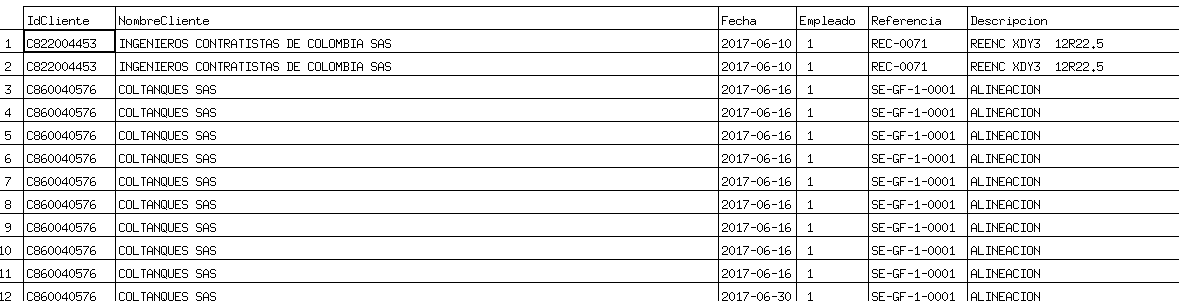 IdCliente NombreCliente Fecha Empleado Referencia Descripcion
1 C822004453 INGENIEROS CONTRATISTAS DE COLOMBIA SAS 2017-06-10 1 REC-0071 REENC XDY3 12R22.5
2 C822004453 INGENIEROS CONTRATISTAS DE COLOMBIA SAS 2017-06-10 1 REC-0071 REENC XDY3 12R22.5
3 C860040576 COLTANQUES SAS 2017-06-16 1 SE-GF-1-0001 ALINEACION
4 C860040576 COLTANQUES SAS 2017-06-16 1 SE-GF-1-0001 ALINEACION
5 C860040576 COLTANQUES SAS 2017-06-16 1 SE-GF-1-0001 ALINEACION
6 C860040576 COLTANQUES SAS 2017-06-16 1 SE-GF-1-0001 ALINEACION
7 C860040576 COLTANQUES SAS 2017-06-16 1 SE-GF-1-0001 ALINEACION
8 C860040576 COLTANQUES SAS 2017-06-16 1 SE-GF-1-0001 ALINEACION
9 C860040576 COLTANQUES SAS 2017-06-16 1 SE-GF-1-0001 ALINEACION
10 C860040576 COLTANQUES SAS 2017-06-16 1 SE-GF-1-0001 ALINEACION
11 C860040576 COLTANQUES SAS 2017-06-16 1 SE-GF-1-0001 ALINEACION
12 C860040576 COLTANQUES SAS 2017-06-30 1 SE-GF-1-0001 ALINEACION